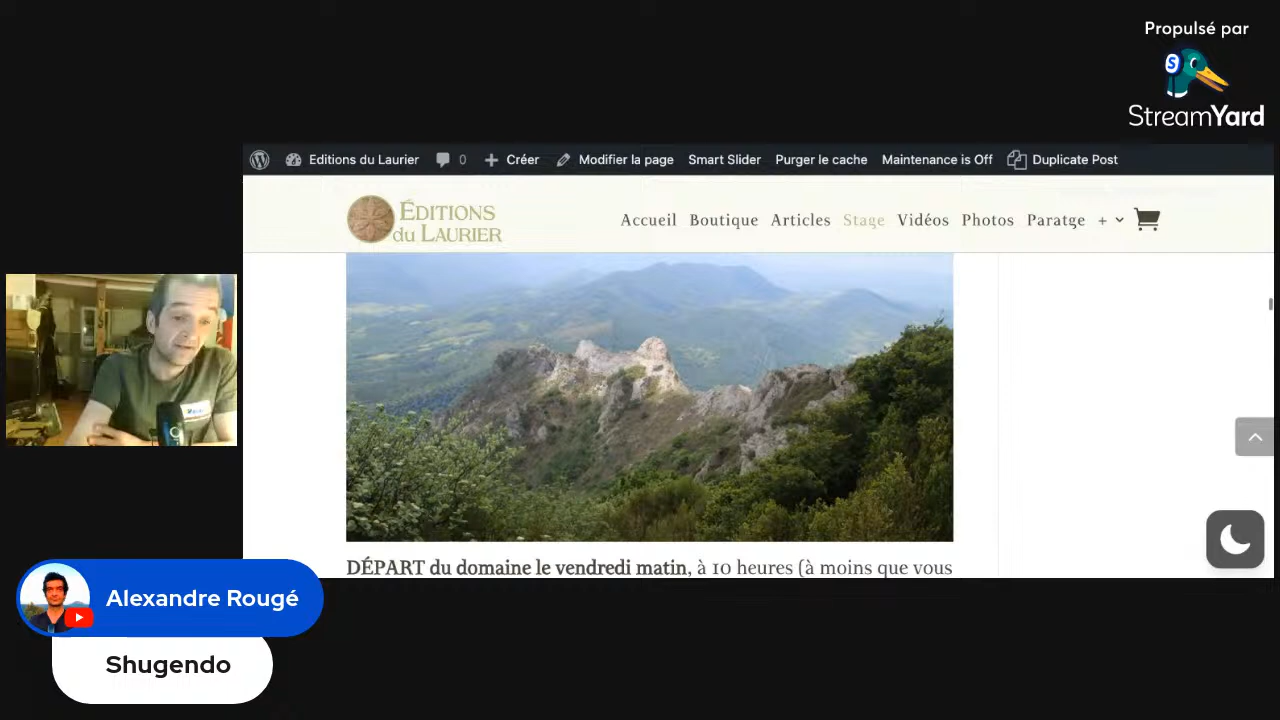 Propulsé par
StreamYard
Editions du Laurier 0 Créer Modifier la page Smart Slider Purger le cache Maintenance is Off Duplicate Post
ÉDITIONS
du LAURIER
Accueil Boutique Articles Stage Vidéos Photos Paratge +
DÉPART du domaine le vendredi matin, à 10 heures (à moins que vous
Alexandre Rougé
Shugendo